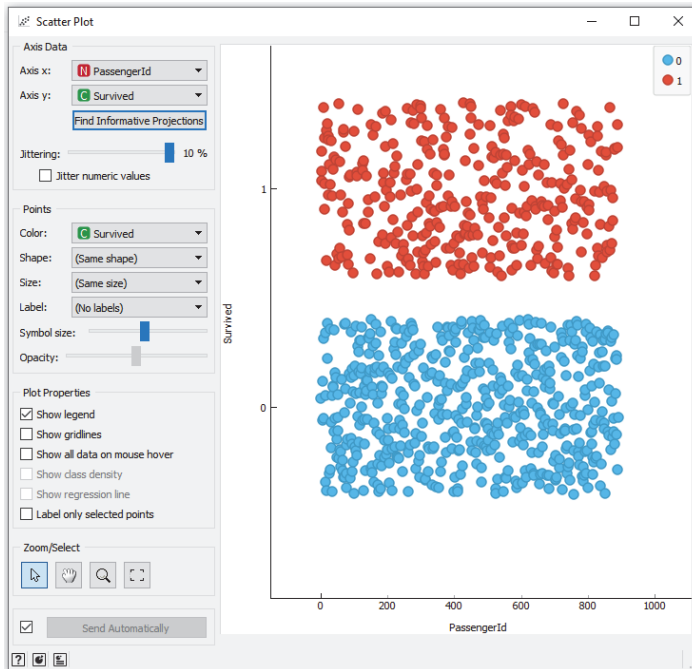 Scatter Plot
Axis Data
Axis x: N PassengerId
Axis y: C Survived
Find Informative Projections
Jittering: 10 %
Jitter numeric values
Points
Color: C Survived
Shape: (Same shape)
Size: (Same size)
Label: (No labels)
Symbol size:
Opacity:
Plot Properties
Show legend
Show gridlines
Show all data on mouse hover
Show class density
Show regression line
Label only selected points
Zoom/Select
Send Automatically
?
0
1
1
Survived
0
0 200 400 600 800 1000
PassengerId